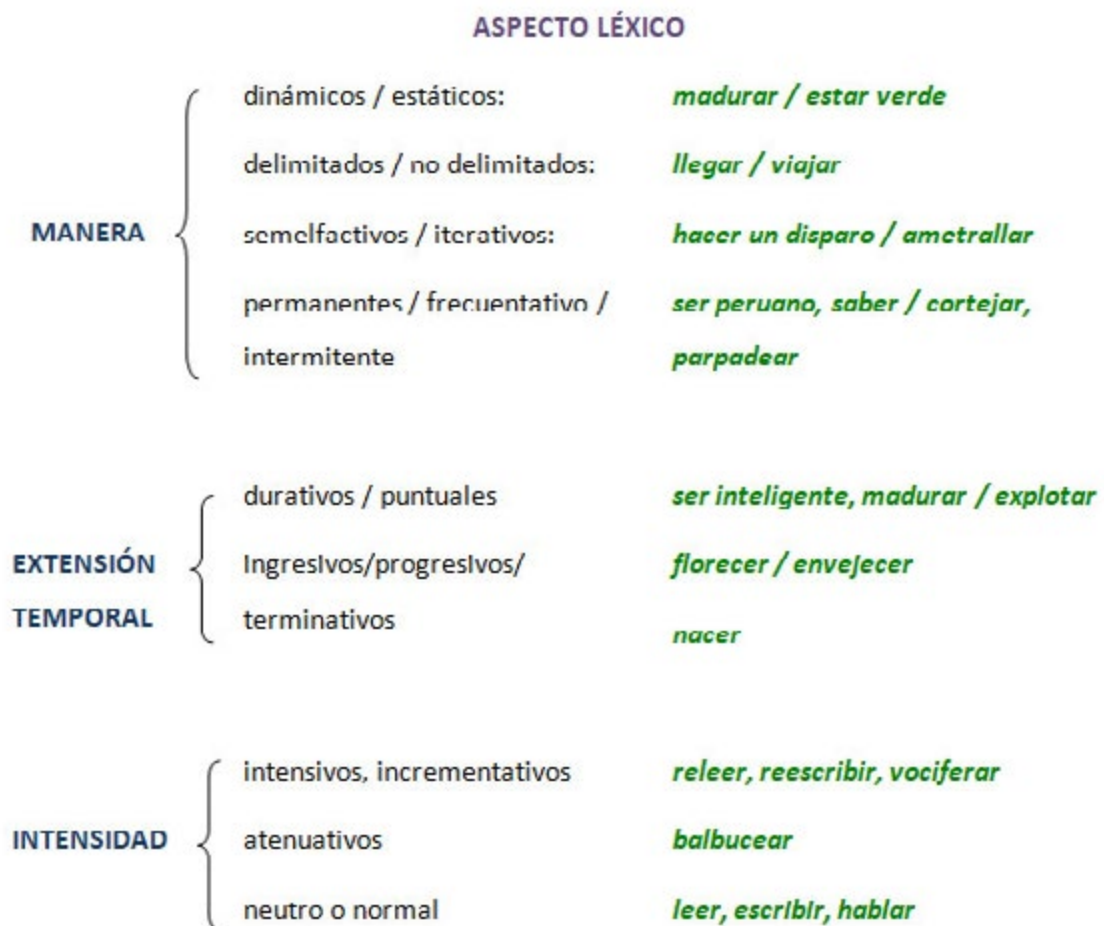 ASPECTO LÉXICO
dinámicos / estáticos: madurar / estar verde
delimitados / no delimitados: llegar / viajar
MANERA semelfactivos / iterativos: hacer un disparo / ametrallar
permanentes / frecuentativo / ser peruano, saber / cortejar,
intermitente parpadear
durativos / puntuales ser inteligente, madurar / explotar
EXTENSIÓN Ingresivos/progresivos/ florecer / envejecer
TEMPORAL terminativos
nacer
intensivos, incrementativos releer, reescribir, vociferar
INTENSIDAD atenuativos balbucear
neutro o normal leer, escribir, hablar